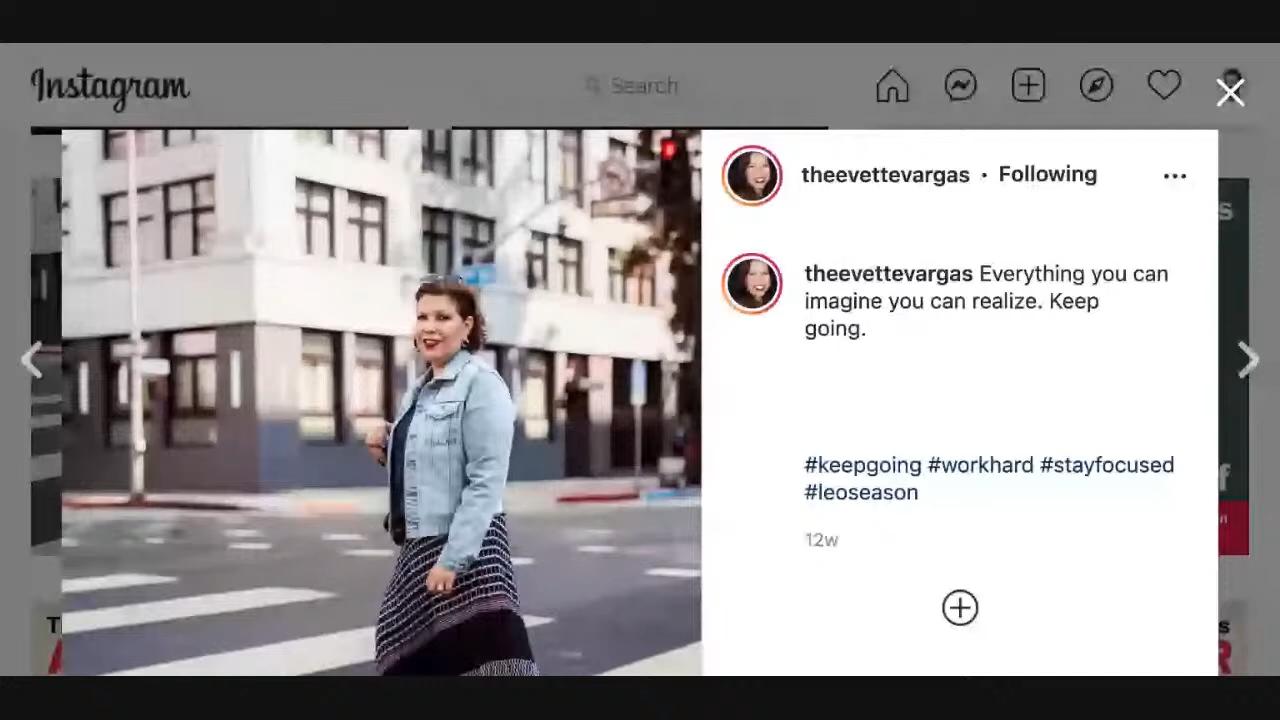 Instagram
Search
theevettevargas • Following
theevettevargas Everything you can
imagine you can realize. Keep
going.
#keepgoing #workhard #stayfocused
#leoseason
12w